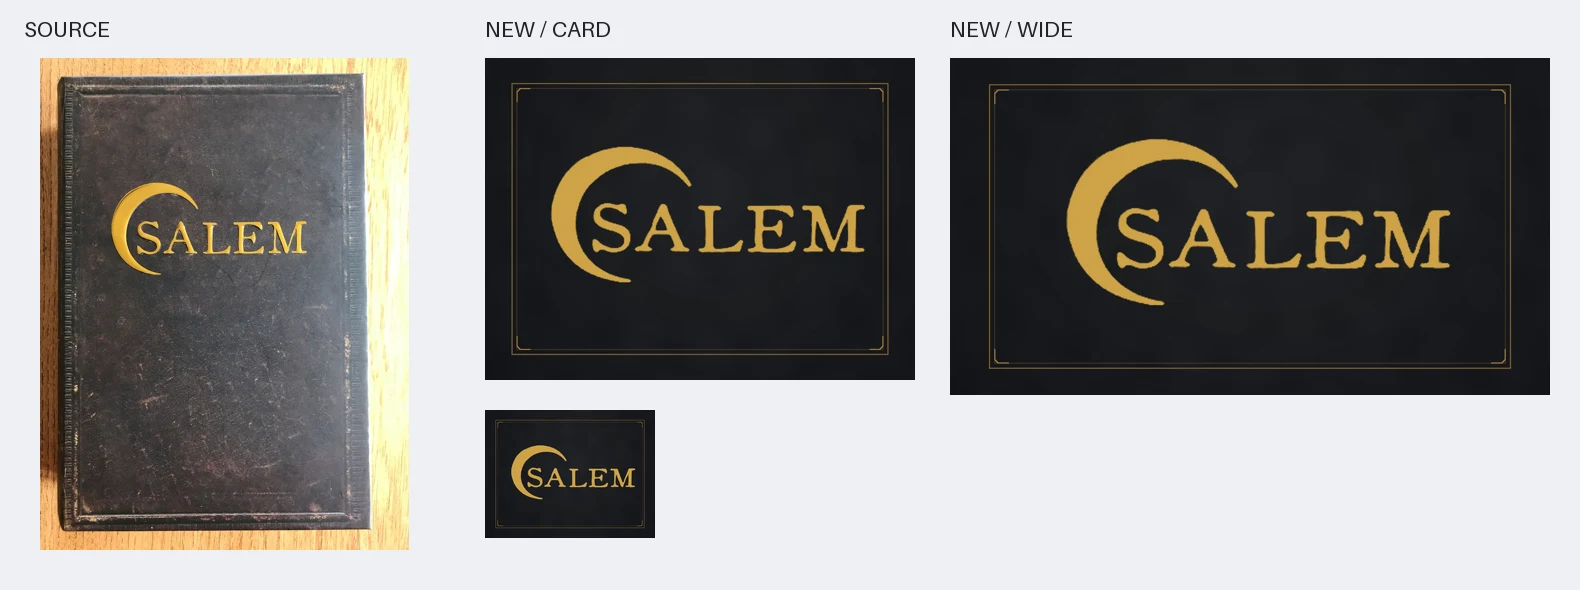 SOURCE
NEW / CARD
NEW / WIDE
SALEM
SALEM
SALEM
SALEM